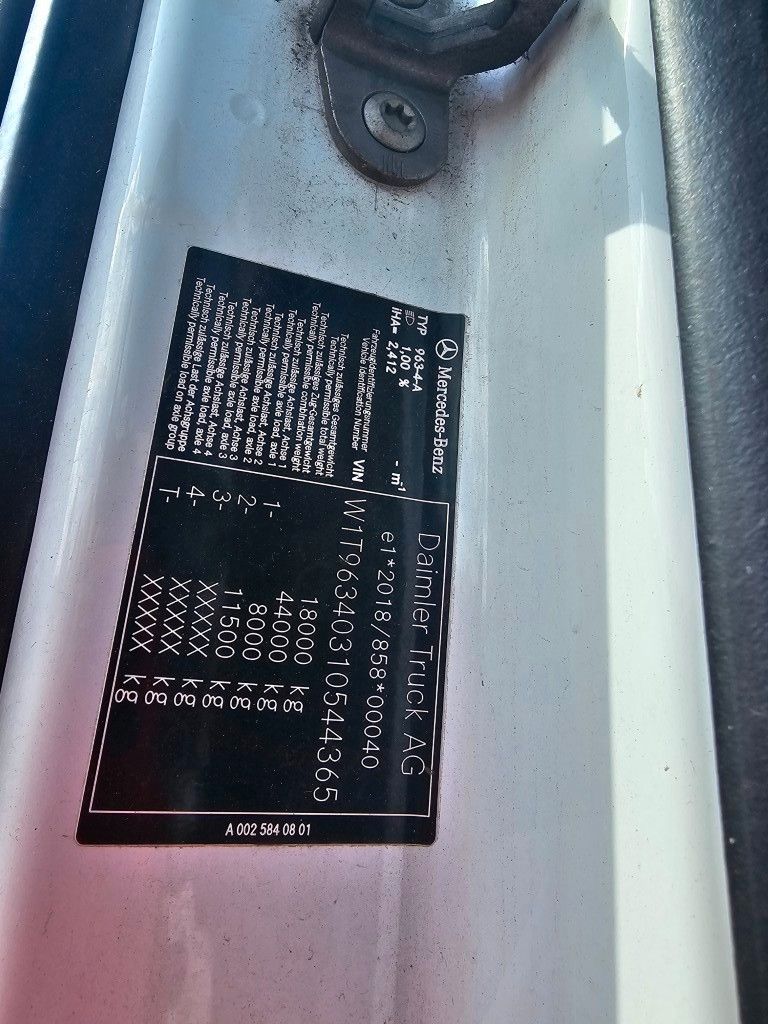 Mercedes-Benz
TYP 963-4-A
1,00 % - m-1
iHA= 2,412
Daimler Truck AG
e1*2018/858*00040
Fahrzeugidentifizierungsnummer
Vehicle Identification Number VIN W1T96340310544365
Technisch zulässiges Gesamtgewicht
Technically permissible total weight 18000 kg
Technisch zulässiges Zug-Gesamtgewicht
Technically permissible combination weight 44000 kg
Technisch zulässige Achslast, Achse 1
Technically permissible axle load, axle 1 1- 8000 kg
Technisch zulässige Achslast, Achse 2
Technically permissible axle load, axle 2 2- 11500 kg
Technisch zulässige Achslast, Achse 3
Technically permissible axle load, axle 3 3- XXXXX kg
Technisch zulässige Achslast, Achse 4
Technically permissible axle load, axle 4 4- XXXXX kg
Technisch zulässige Last der Achsgruppe
Technically permissible load on axle group T- XXXXX kg
A 002 584 08 01